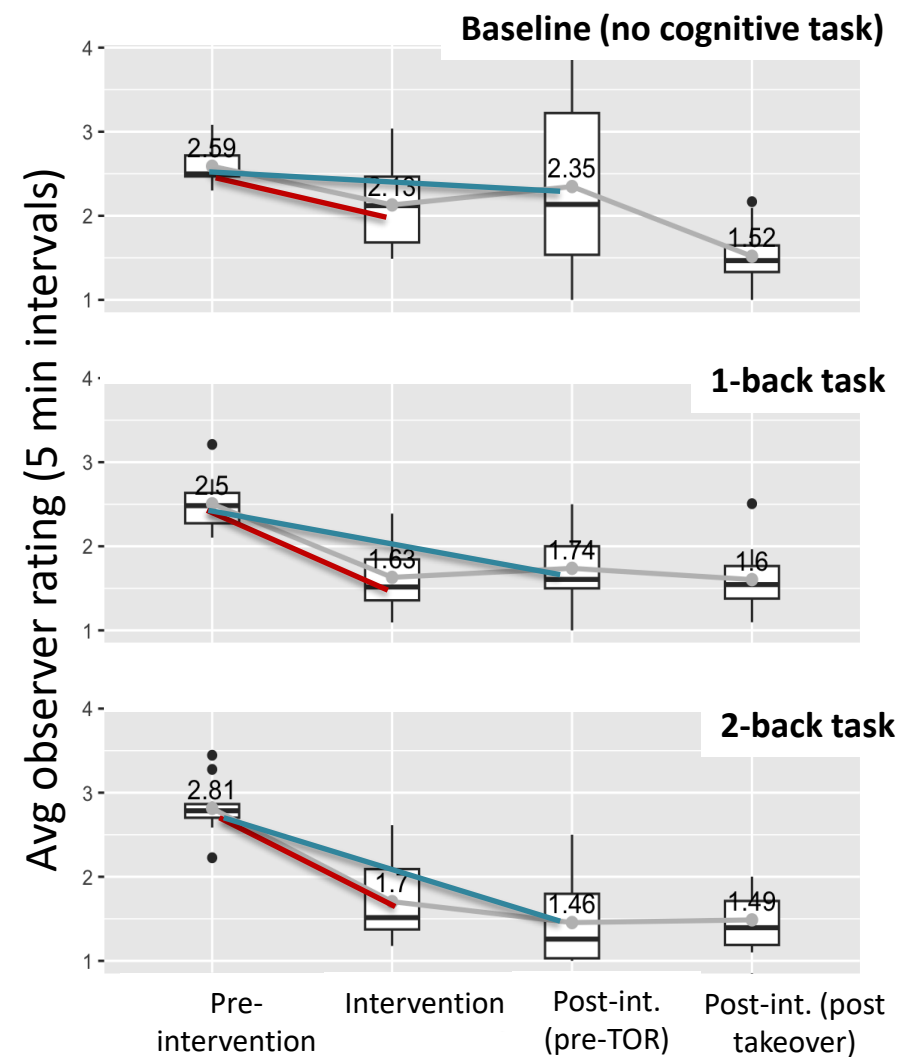 Baseline (no cognitive task)
Avg observer rating (5 min intervals)
4
3
2
1
2.59
2.13
2.35
1.52
1-back task
4
3
2
1
2.5
1.63
1.74
1.6
2-back task
4
3
2
1
2.81
1.7
1.46
1.49
Pre-
intervention
Intervention
Post-int.
(pre-TOR)
Post-int. (post
takeover)